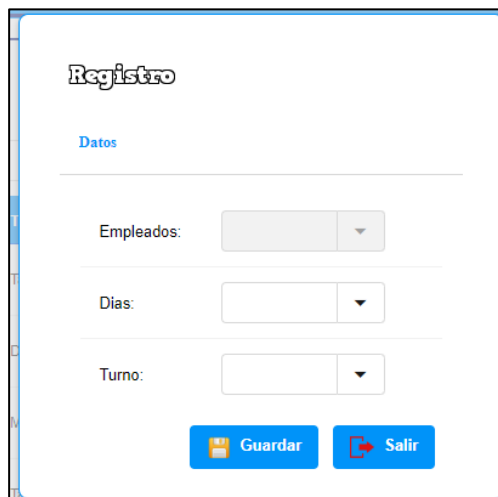 Registro
Datos
Empleados:
Dias:
Turno:
Guardar Salir